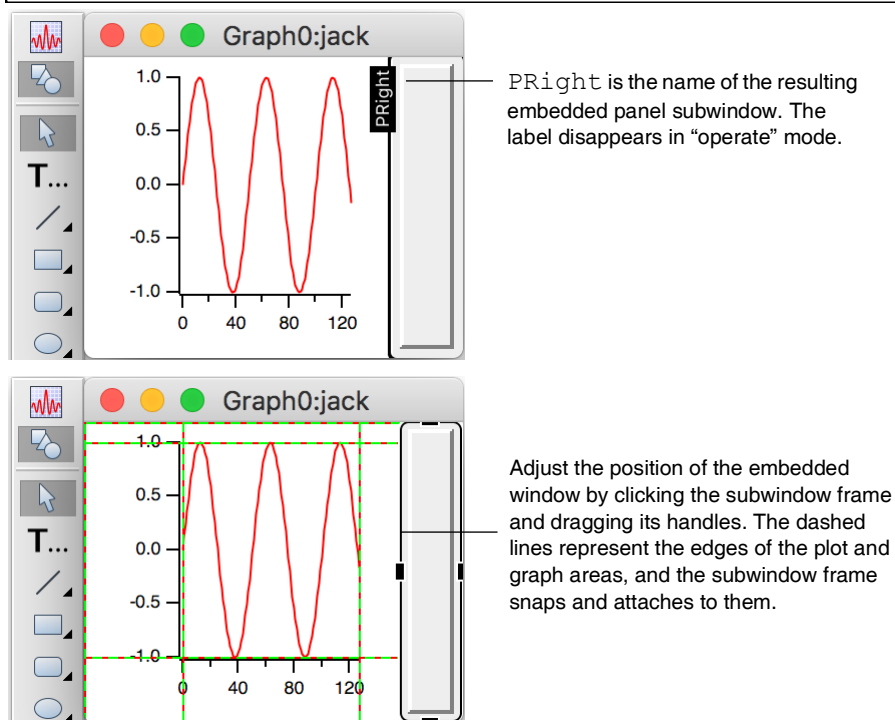 Graph0:jack
PRight
1.0
0.5
0.0
-0.5
-1.0
0 40 80 120
T...
PRight is the name of the resulting
embedded panel subwindow. The
label disappears in “operate” mode.
Graph0:jack
1.0
0.5
0.0
-0.5
-1.0
0 40 80 120
T...
Adjust the position of the embedded
window by clicking the subwindow frame
and dragging its handles. The dashed
lines represent the edges of the plot and
graph areas, and the subwindow frame
snaps and attaches to them.